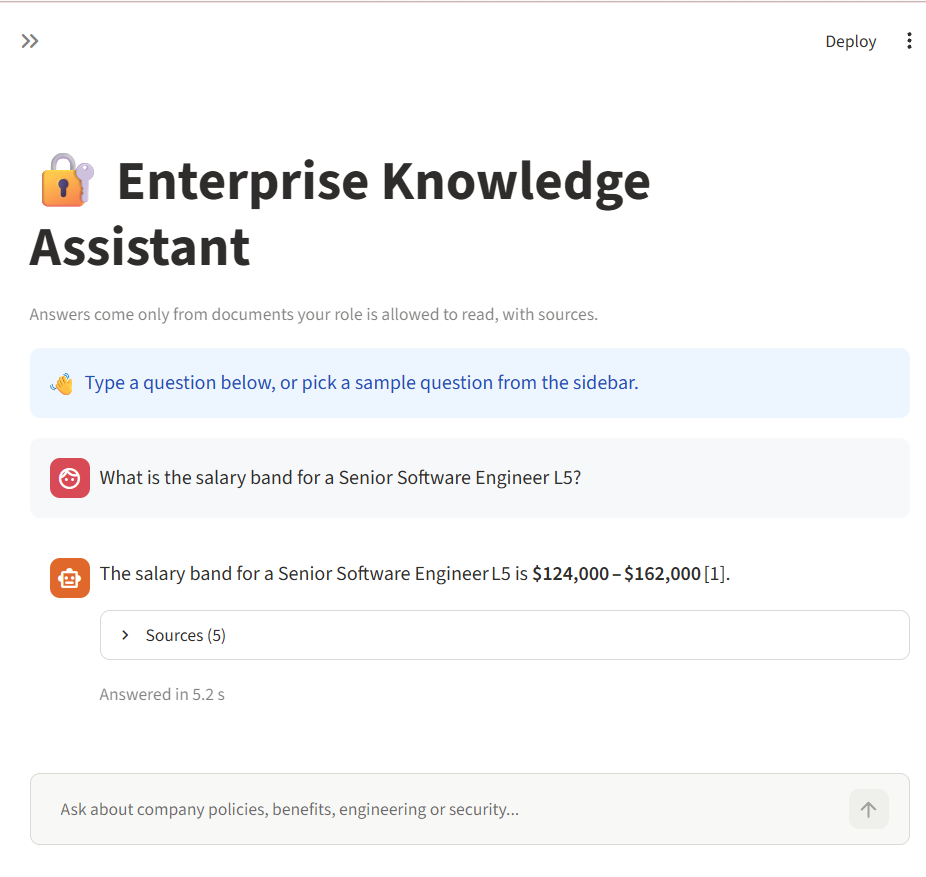 Deploy
Enterprise Knowledge
Assistant
Answers come only from documents your role is allowed to read, with sources.
Type a question below, or pick a sample question from the sidebar.
What is the salary band for a Senior Software Engineer L5?
The salary band for a Senior Software Engineer L5 is $124,000 – $162,000 [1].
Sources (5)
Answered in 5.2 s
Ask about company policies, benefits, engineering or security...